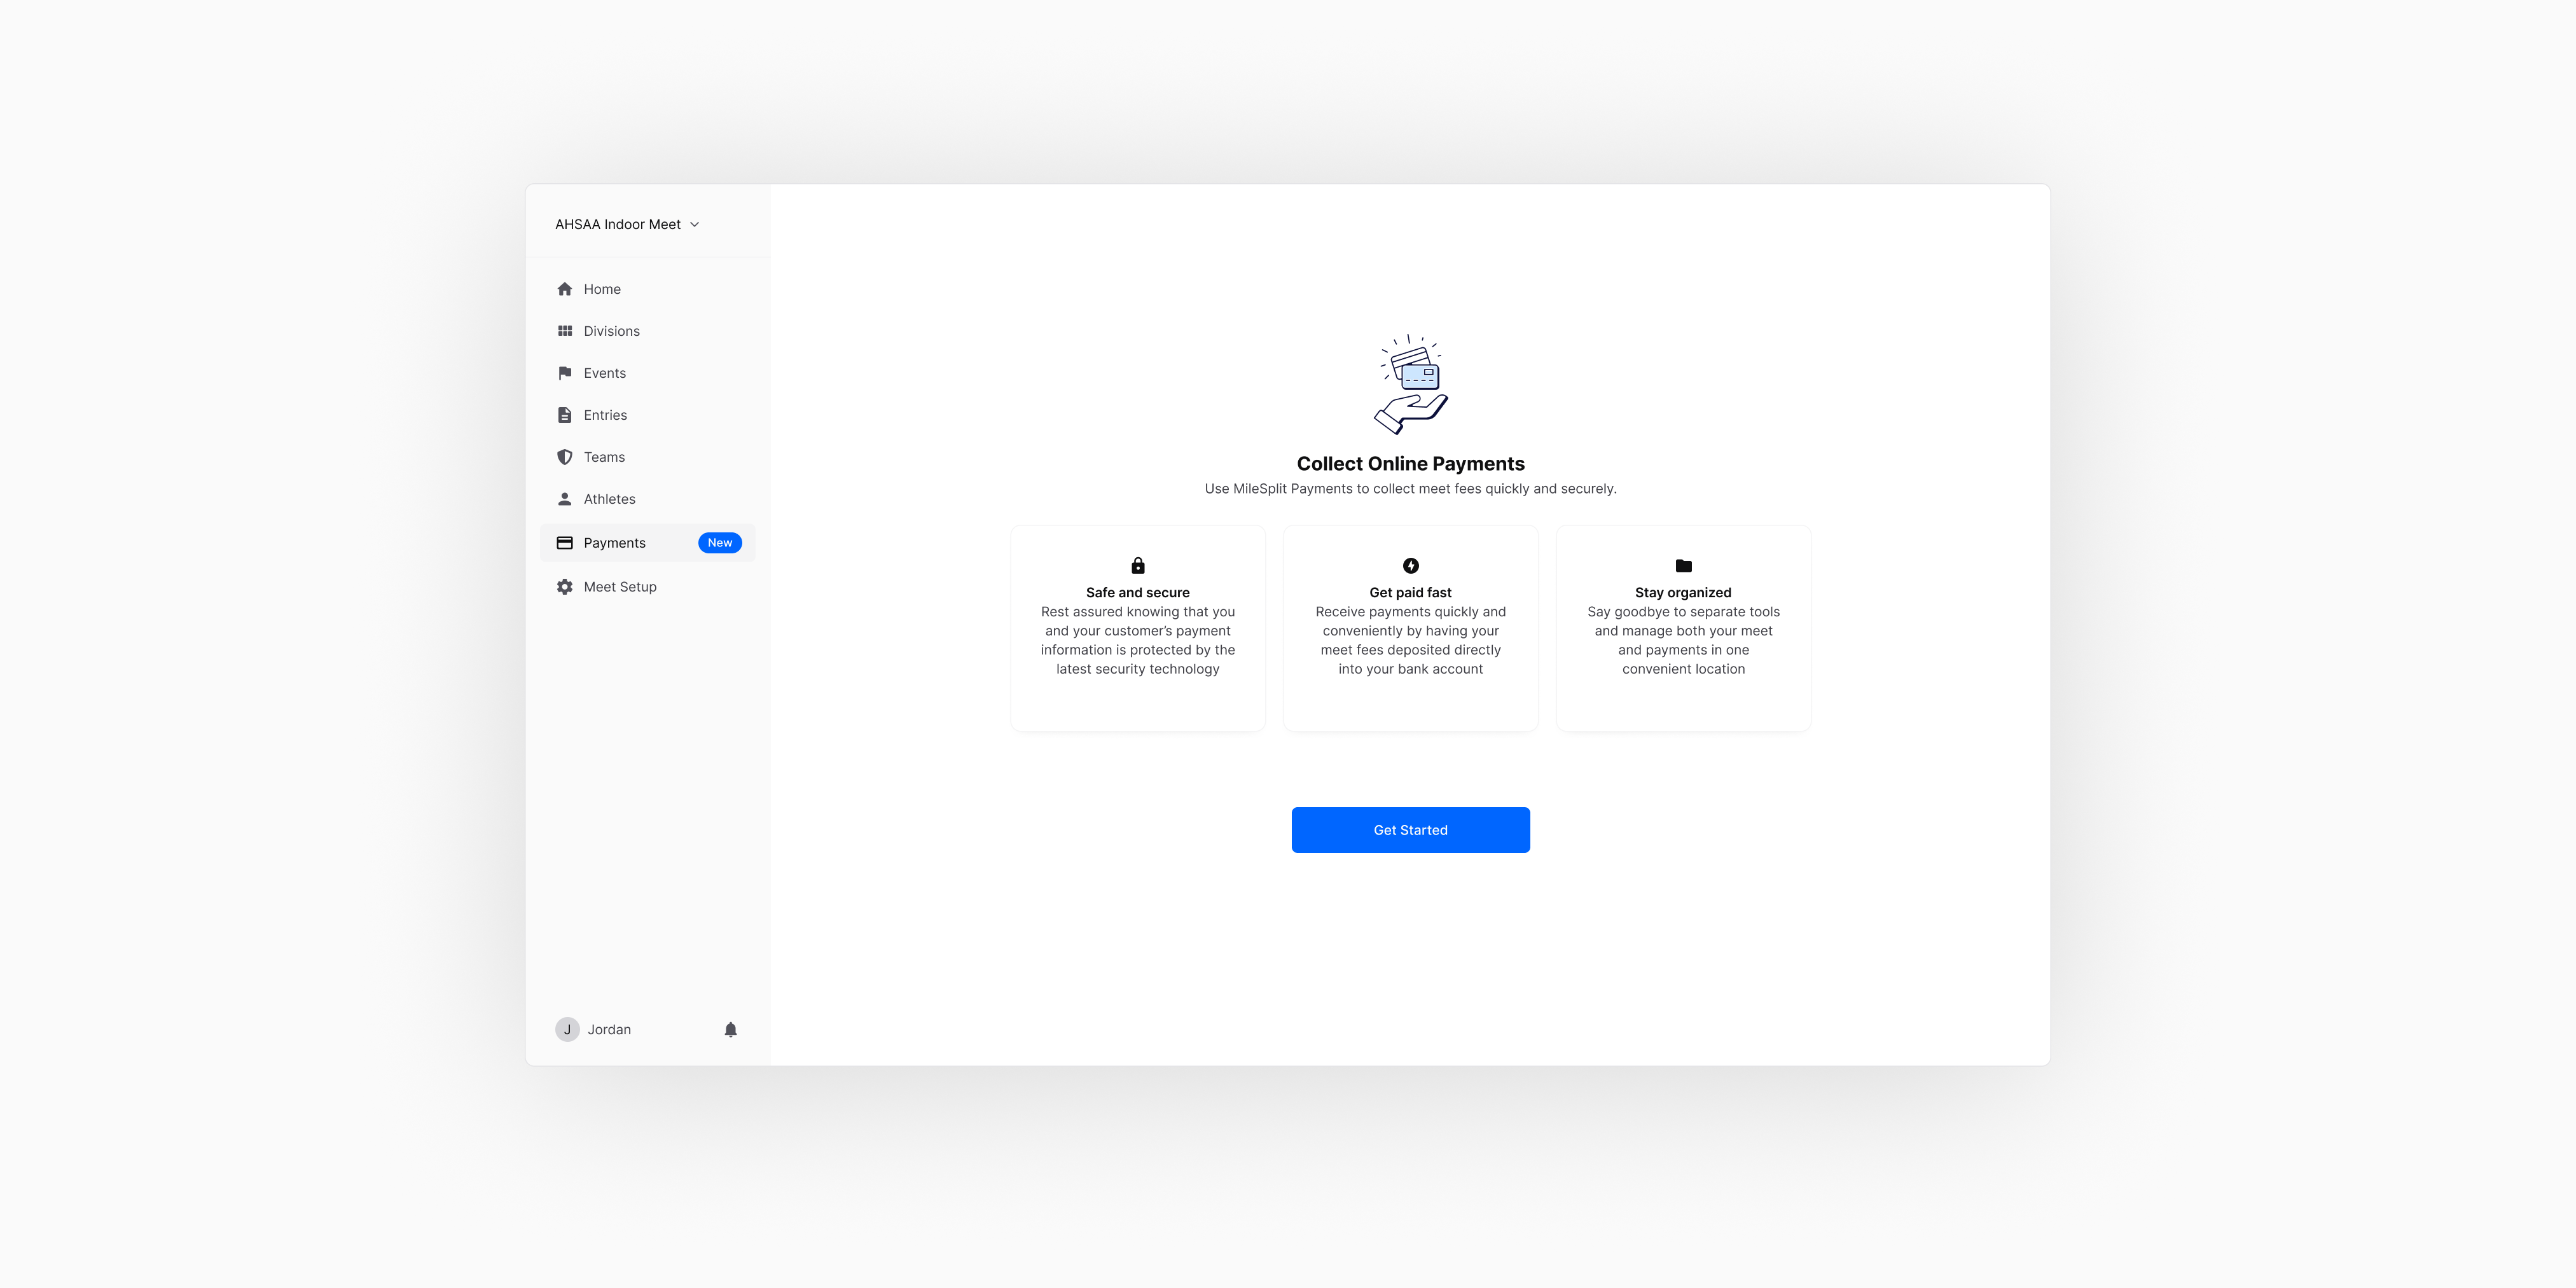 AHSAA Indoor Meet
Home
Divisions
Events
Entries
Teams
Athletes
Payments New
Meet Setup
J Jordan
Collect Online Payments
Use MileSplit Payments to collect meet fees quickly and securely.
Safe and secure
Rest assured knowing that you
and your customer’s payment
information is protected by the
latest security technology
Get paid fast
Receive payments quickly and
conveniently by having your
meet fees deposited directly
into your bank account
Stay organized
Say goodbye to separate tools
and manage both your meet
and payments in one
convenient location
Get Started